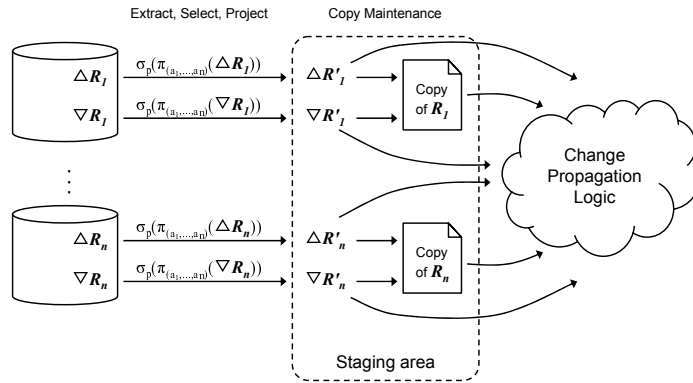 Extract, Select, Project
Copy Maintenance
△R₁ σₚ(π₍ₐ₁,...,ₐₙ₎(△R₁)) △R'₁
▽R₁ σₚ(π₍ₐ₁,...,ₐₙ₎(▽R₁)) ▽R'₁
Copy
of R₁
Change
Propagation
Logic
⋮
△Rₙ σₚ(π₍ₐ₁,...,ₐₙ₎(△Rₙ)) △R'ₙ
▽Rₙ σₚ(π₍ₐ₁,...,ₐₙ₎(▽Rₙ)) ▽R'ₙ
Copy
of Rₙ
Staging area